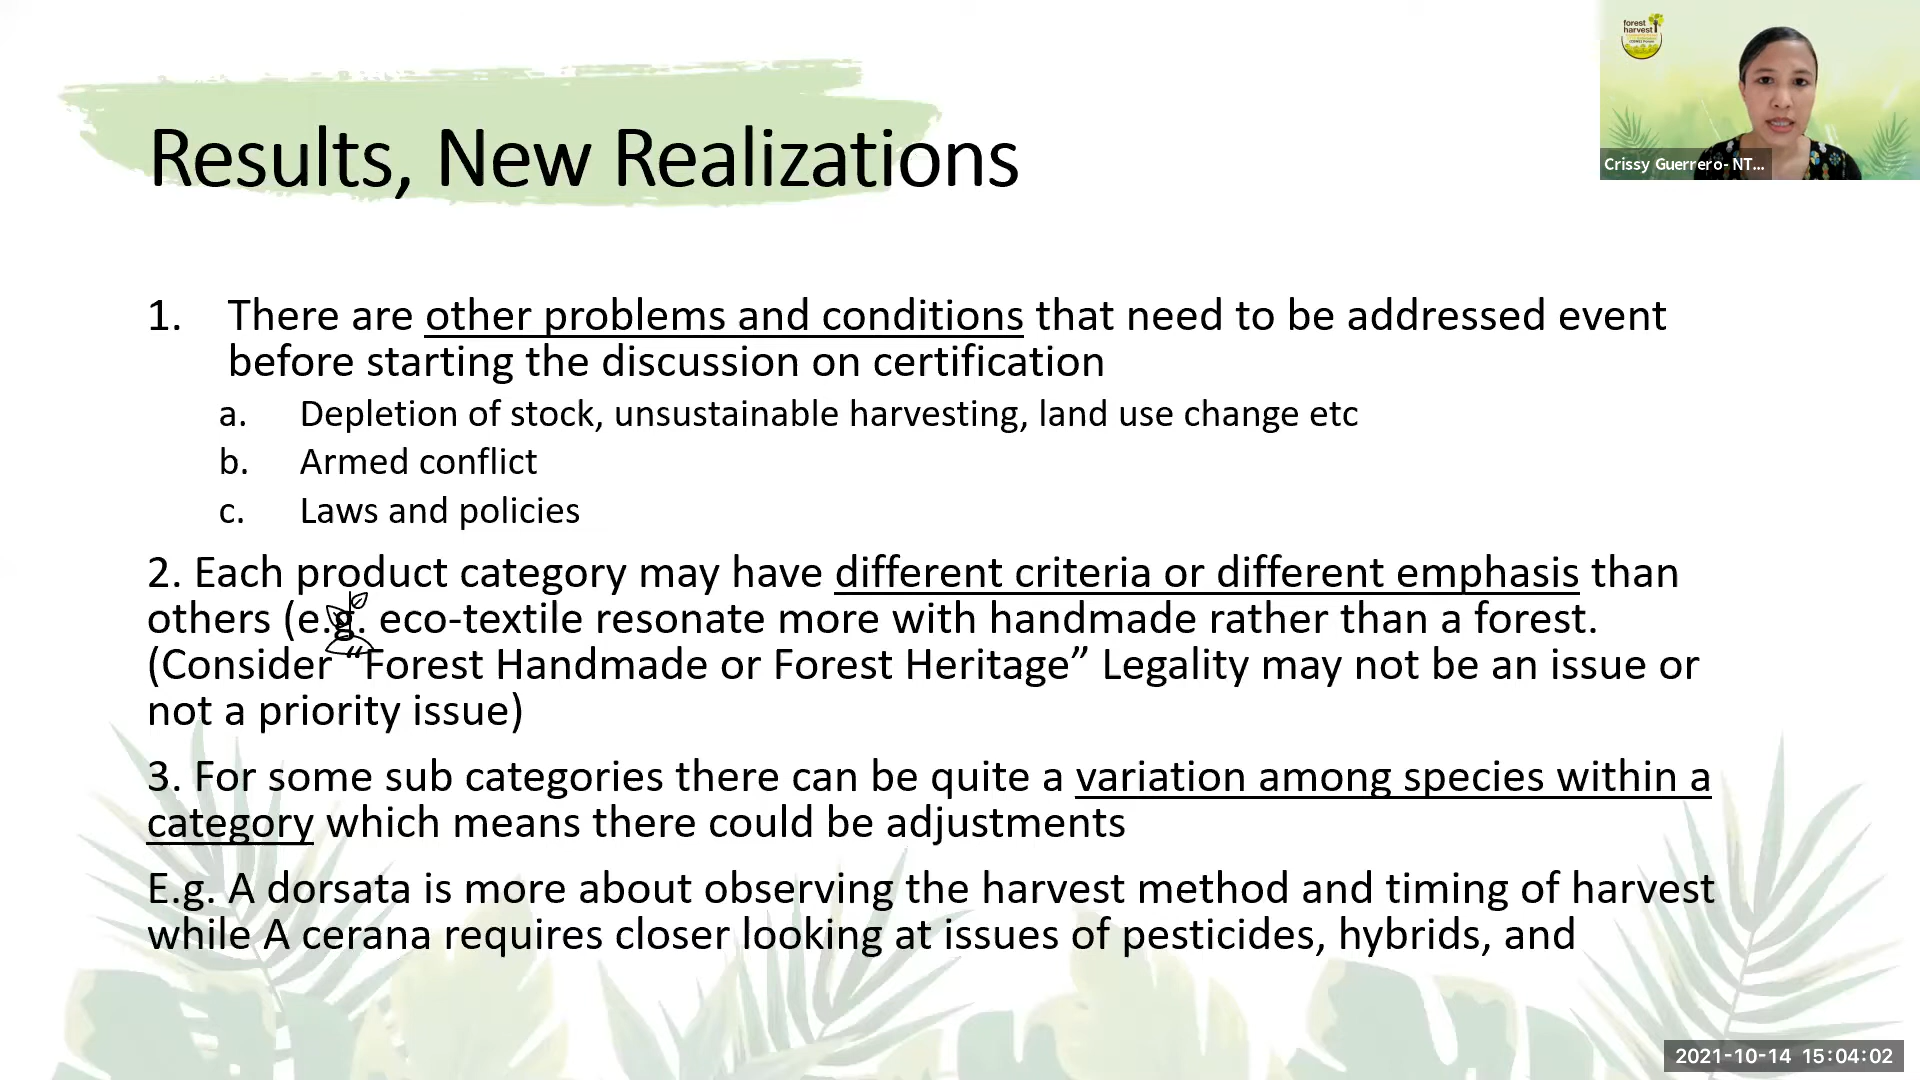 forest
harvest
Crissy Guerrero- NT...
Results, New Realizations
1. There are other problems and conditions that need to be addressed event
before starting the discussion on certification
a. Depletion of stock, unsustainable harvesting, land use change etc
b. Armed conflict
c. Laws and policies
2. Each product category may have different criteria or different emphasis than
others (e.g. eco-textile resonate more with handmade rather than a forest.
(Consider “Forest Handmade or Forest Heritage” Legality may not be an issue or
not a priority issue)
3. For some sub categories there can be quite a variation among species within a
category which means there could be adjustments
E.g. A dorsata is more about observing the harvest method and timing of harvest
while A cerana requires closer looking at issues of pesticides, hybrids, and
2021-10-14 15:04:02